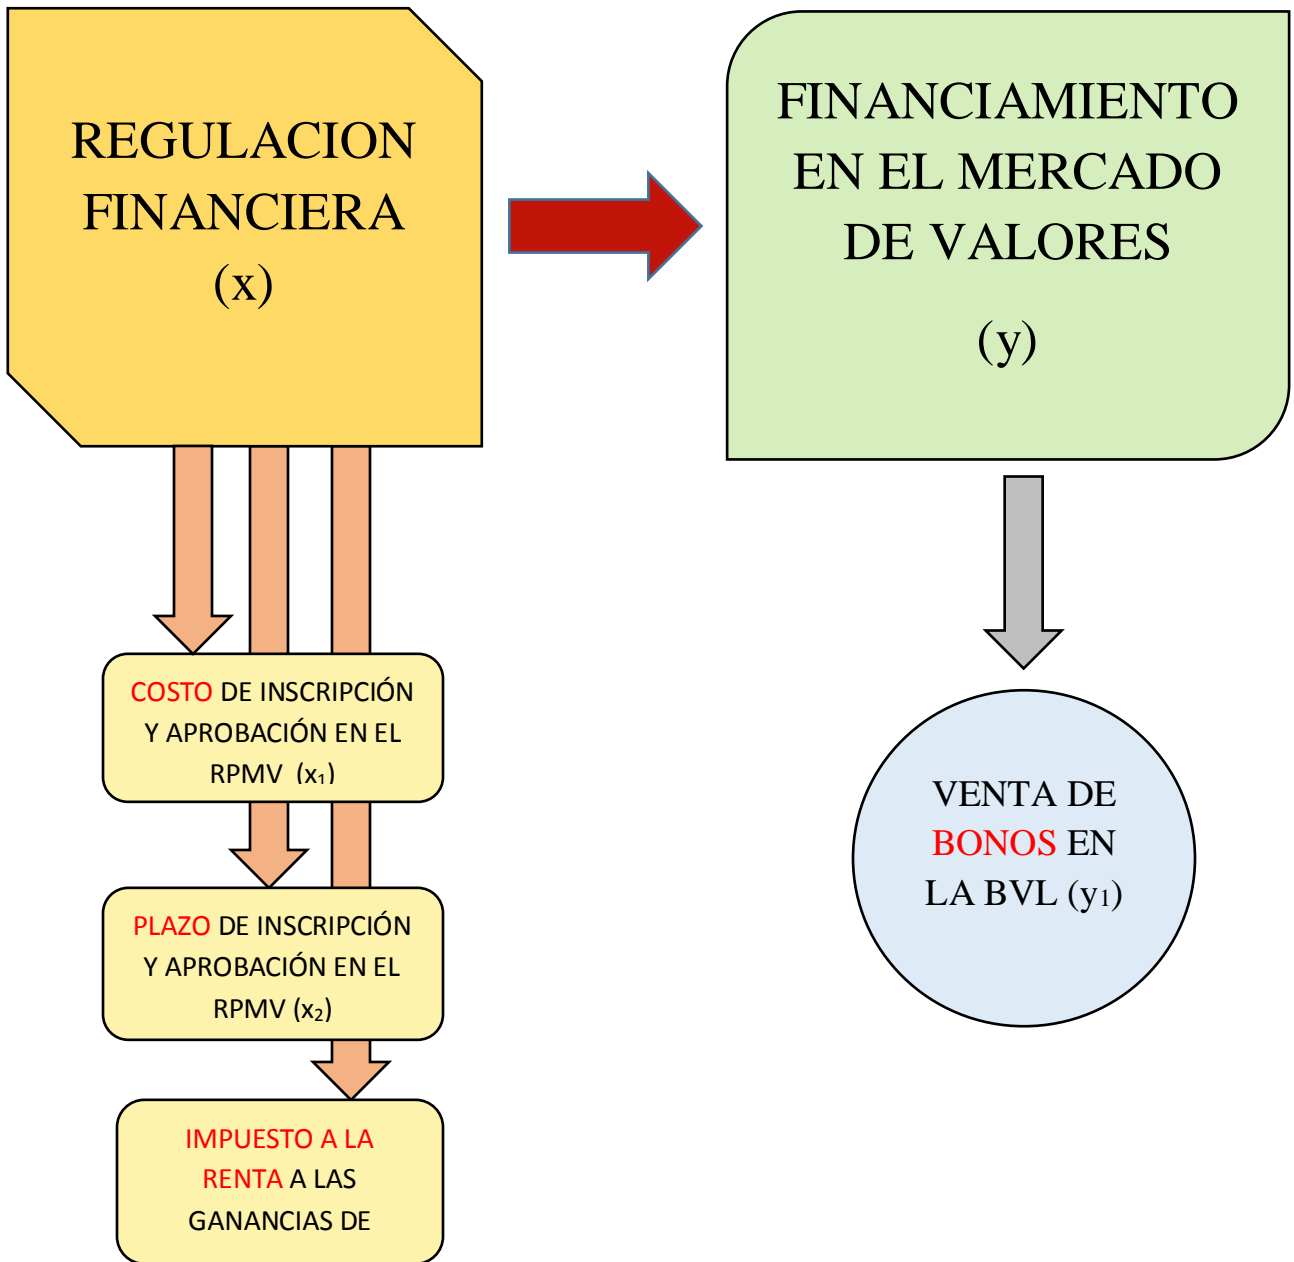 REGULACION
FINANCIERA
(x)
FINANCIAMIENTO
EN EL MERCADO
DE VALORES
(y)
COSTO DE INSCRIPCIÓN
Y APROBACIÓN EN EL
RPMV (x₁)
PLAZO DE INSCRIPCIÓN
Y APROBACIÓN EN EL
RPMV (x₂)
IMPUESTO A LA
RENTA A LAS
GANANCIAS DE
VENTA DE
BONOS EN
LA BVL (y₁)